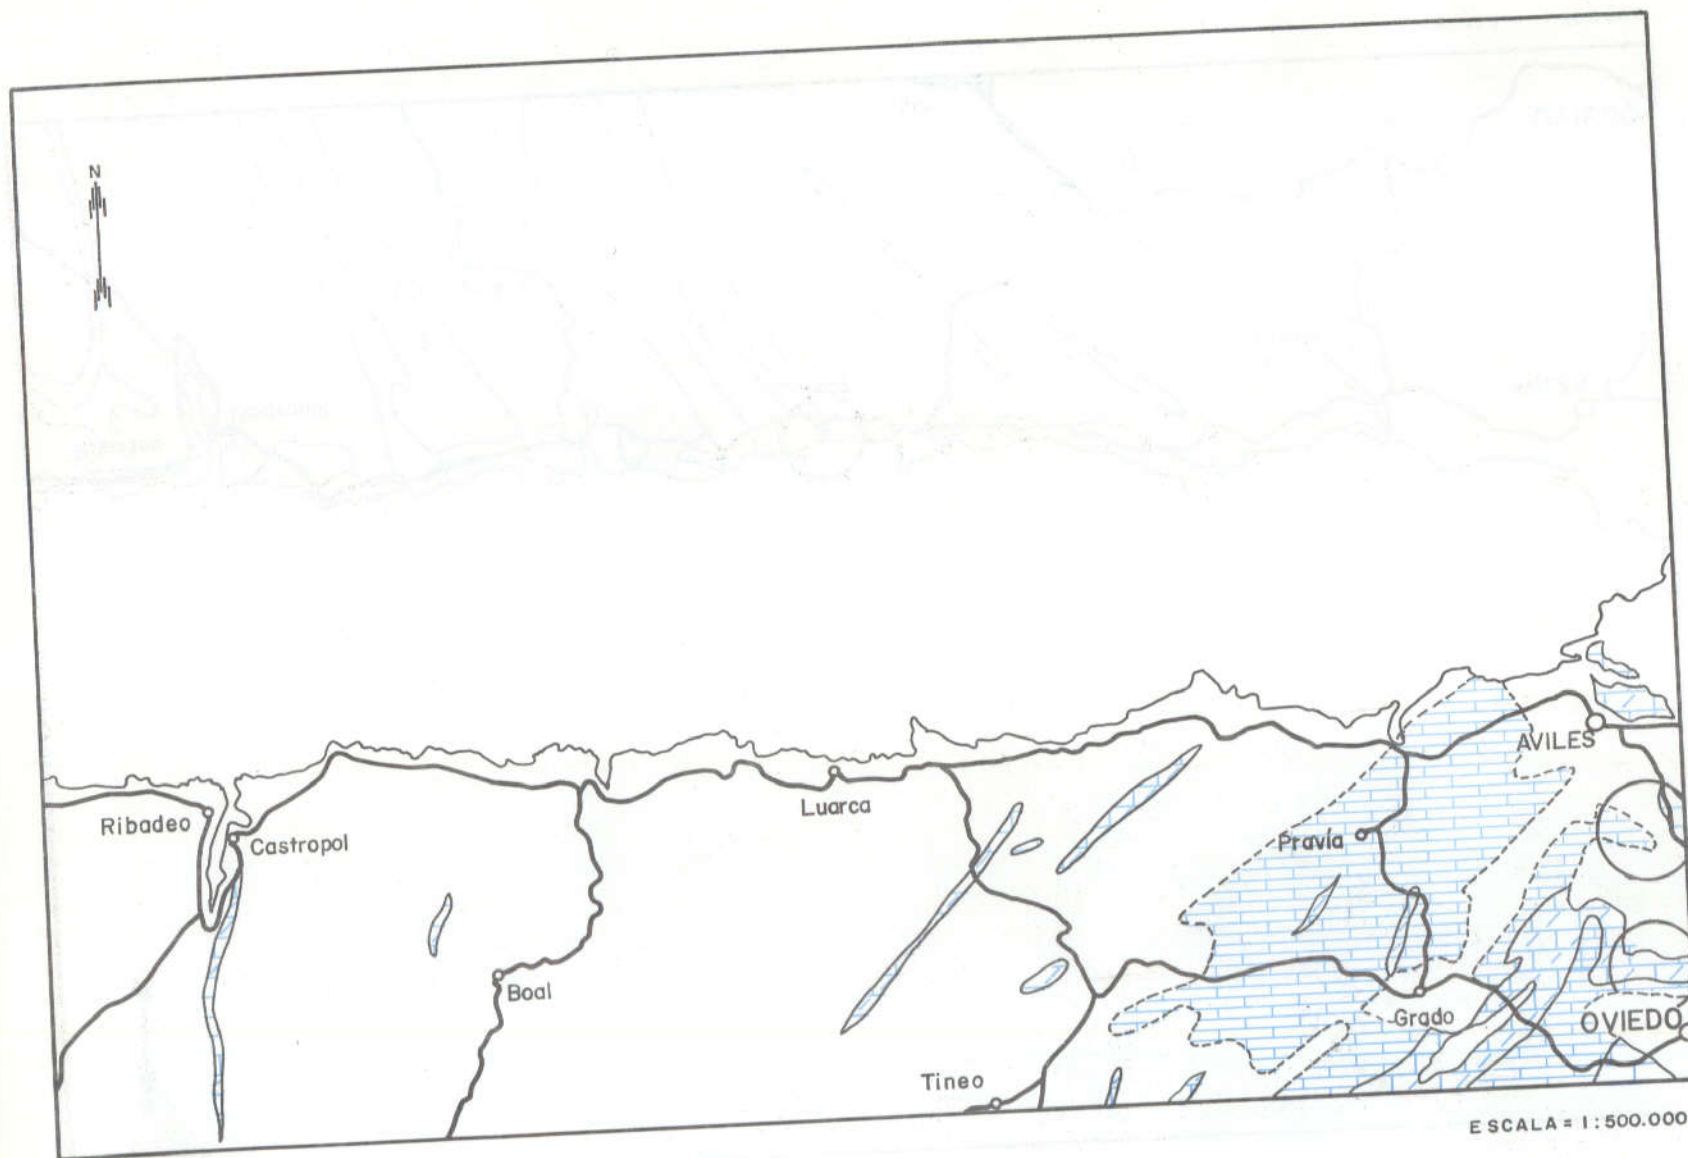 N
AVILES
Luarca
Ribadeo
Castropol
Pravia
Boal
Grado
OVIEDO
Tineo
ESCALA = 1:500.000